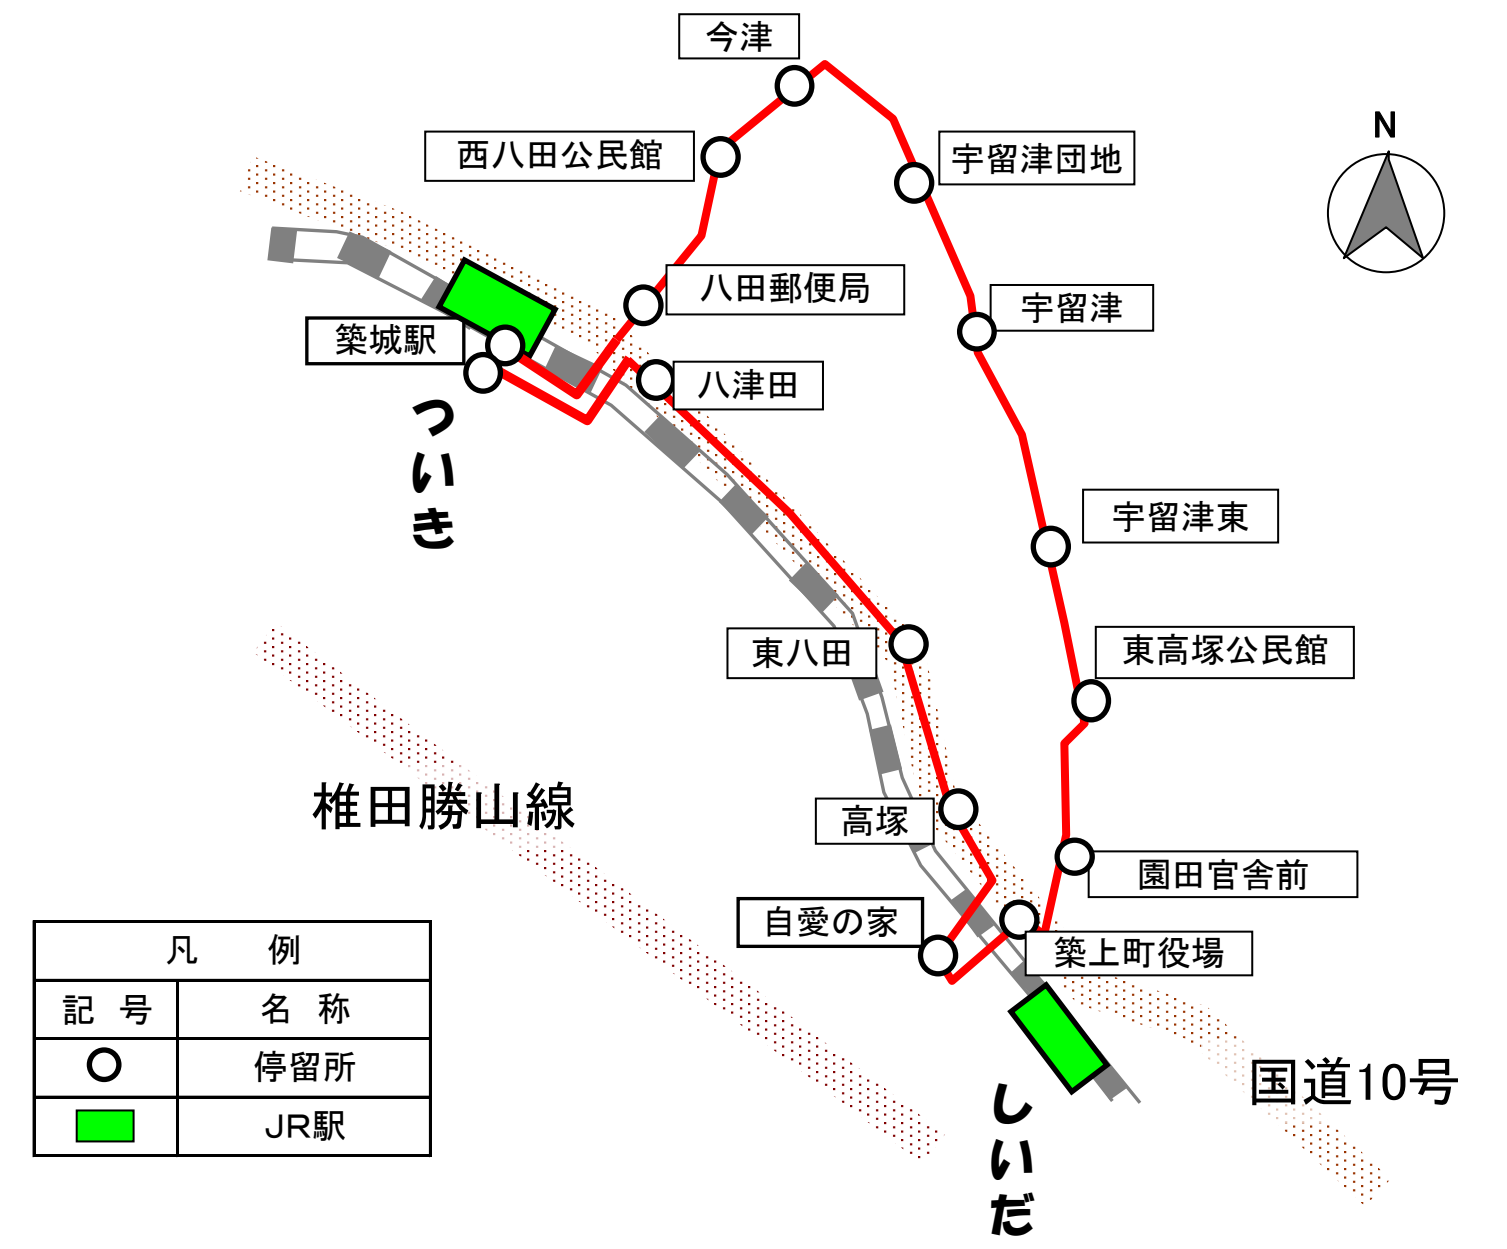 今津
西八田公民館
宇留津団地
N
八田郵便局
宇留津
築城駅
八津田
ついき
宇留津東
東八田
東高塚公民館
椎田勝山線
高塚
園田官舎前
自愛の家
築上町役場
凡 例
記 号 名 称
停留所
JR駅
国道10号
しいだ